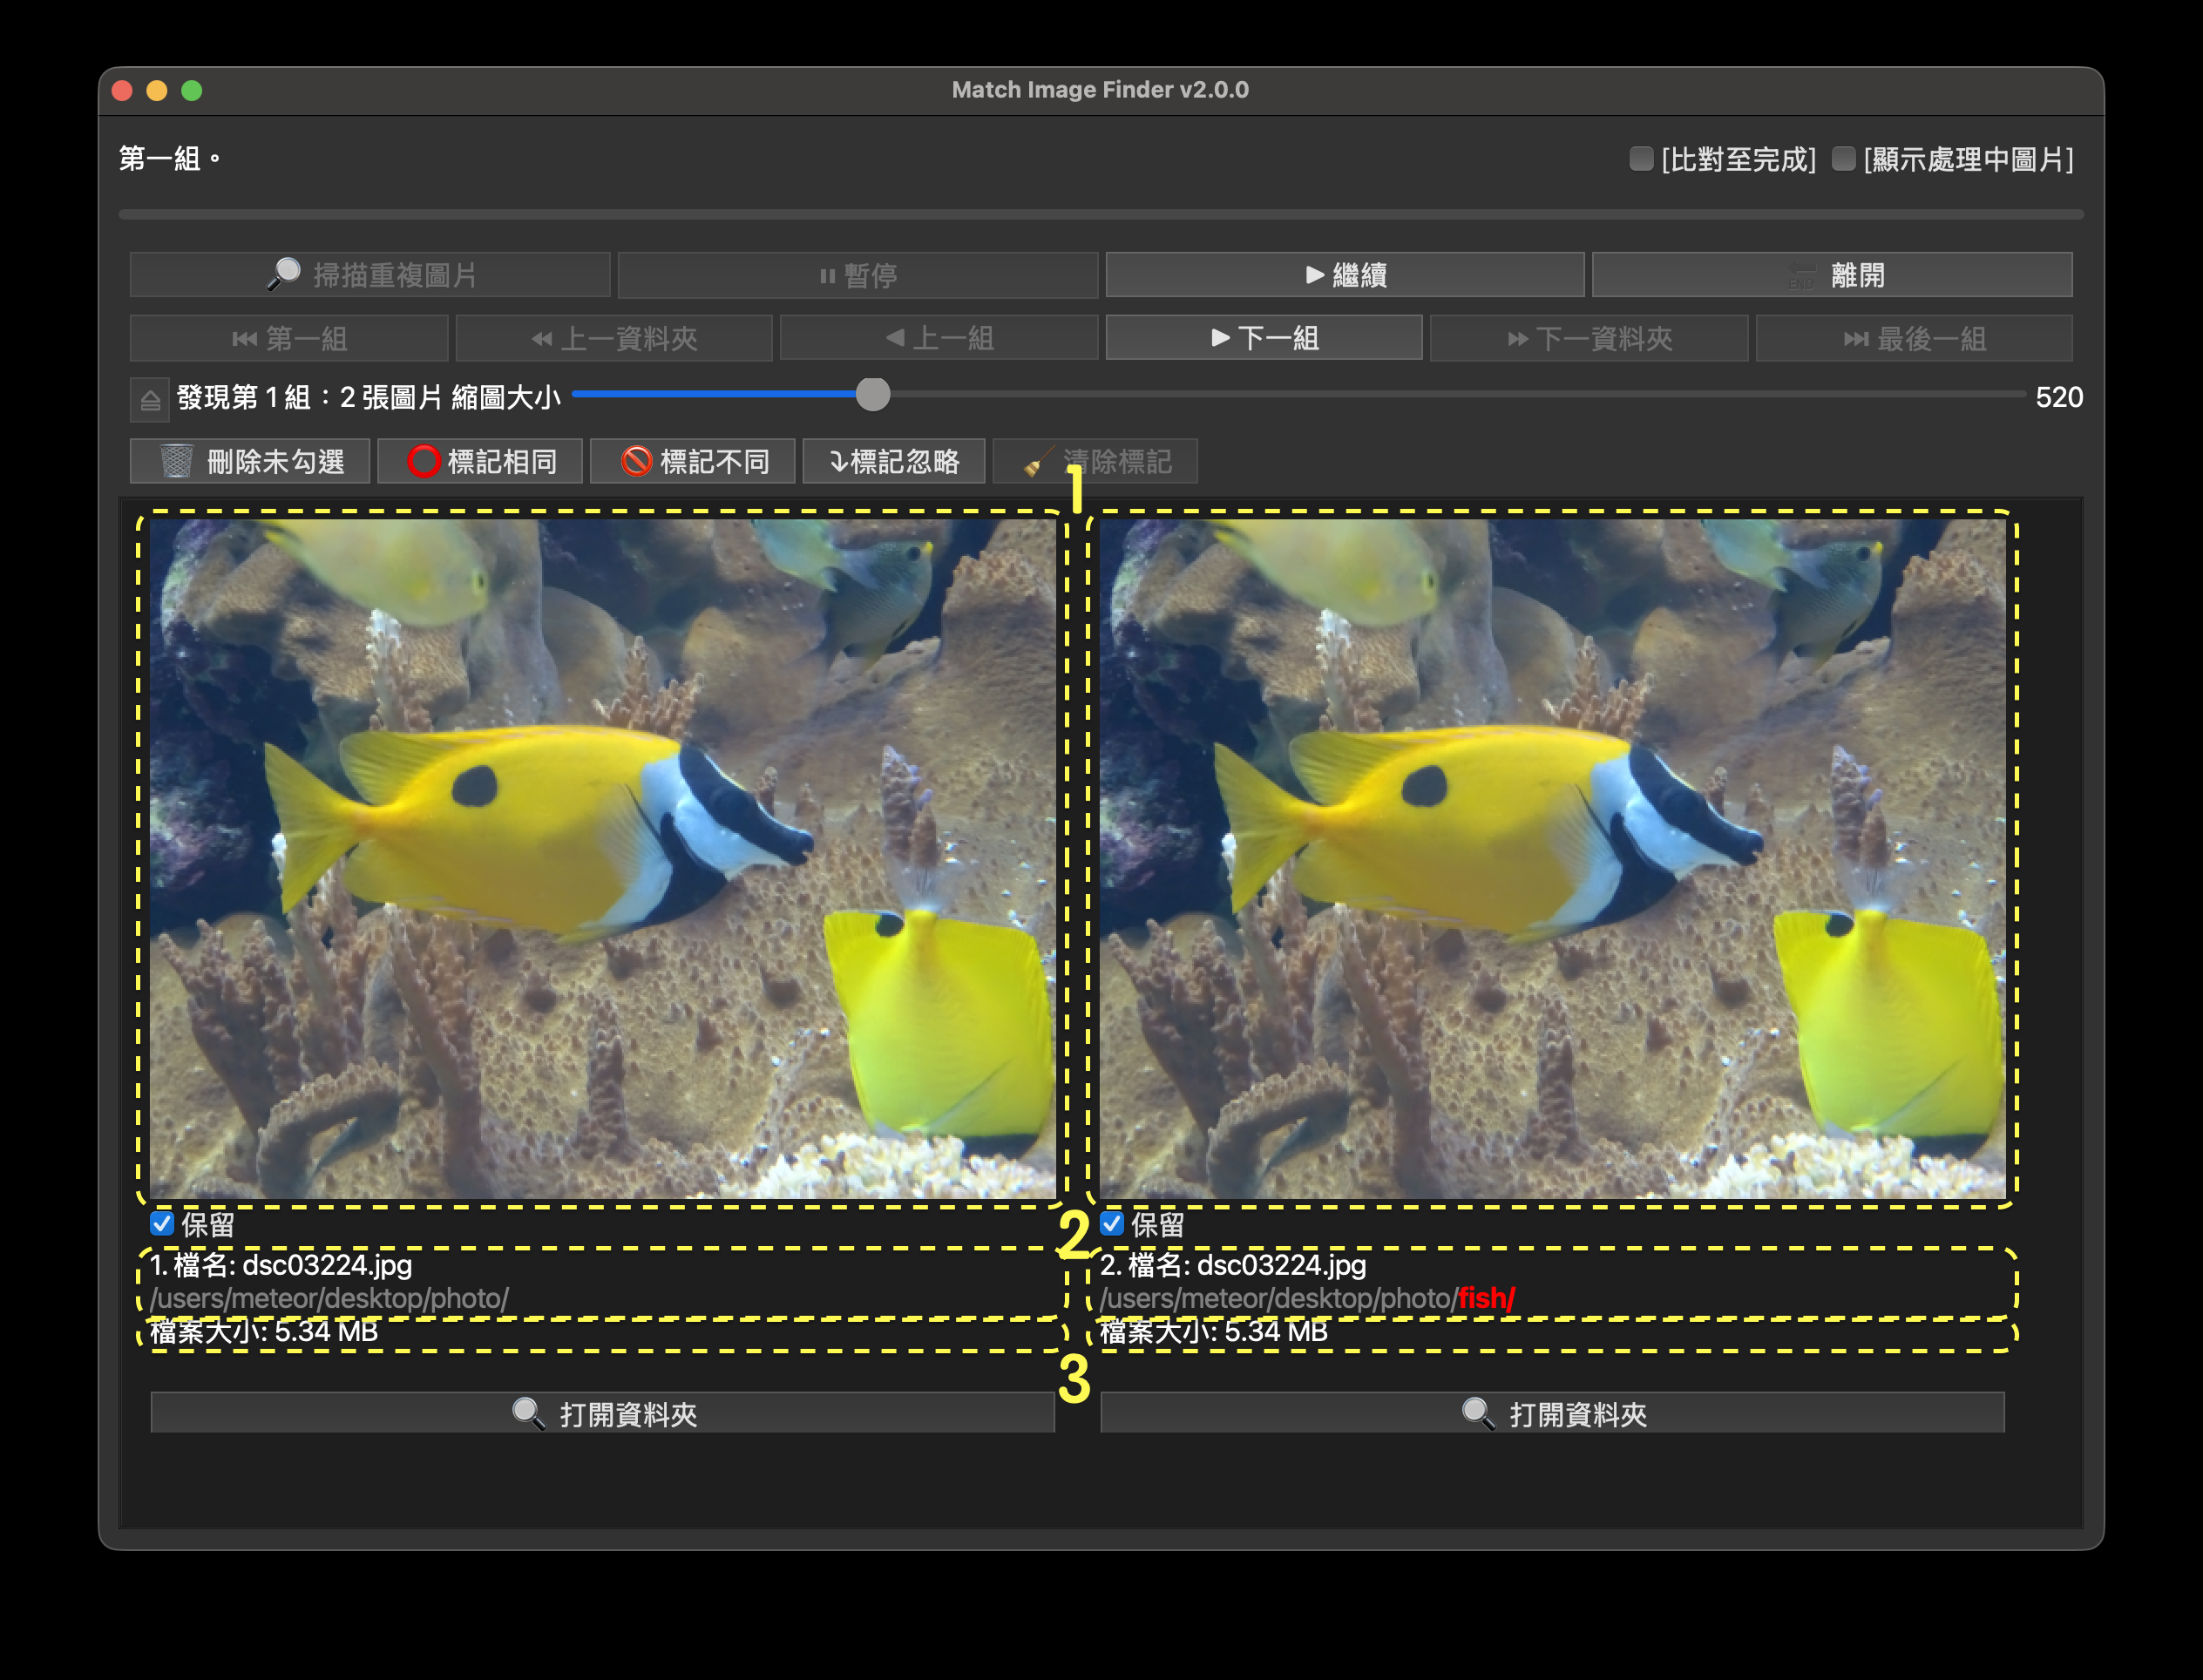 Match Image Finder v2.0.0
第一組。
[比對至完成] [顯示處理中圖片]
掃描重複圖片 暫停 繼續 END 離開
第一組 上一資料夾 上一組 下一組 下一資料夾 最後一組
發現第 1 組：2 張圖片 縮圖大小 520
刪除未勾選 標記相同 標記不同 標記忽略 清除標記
1
保留
2
保留
1. 檔名: dsc03224.jpg
/users/meteor/desktop/photo/
檔案大小: 5.34 MB
2. 檔名: dsc03224.jpg
/users/meteor/desktop/photo/fish/
檔案大小: 5.34 MB
3
打開資料夾
打開資料夾